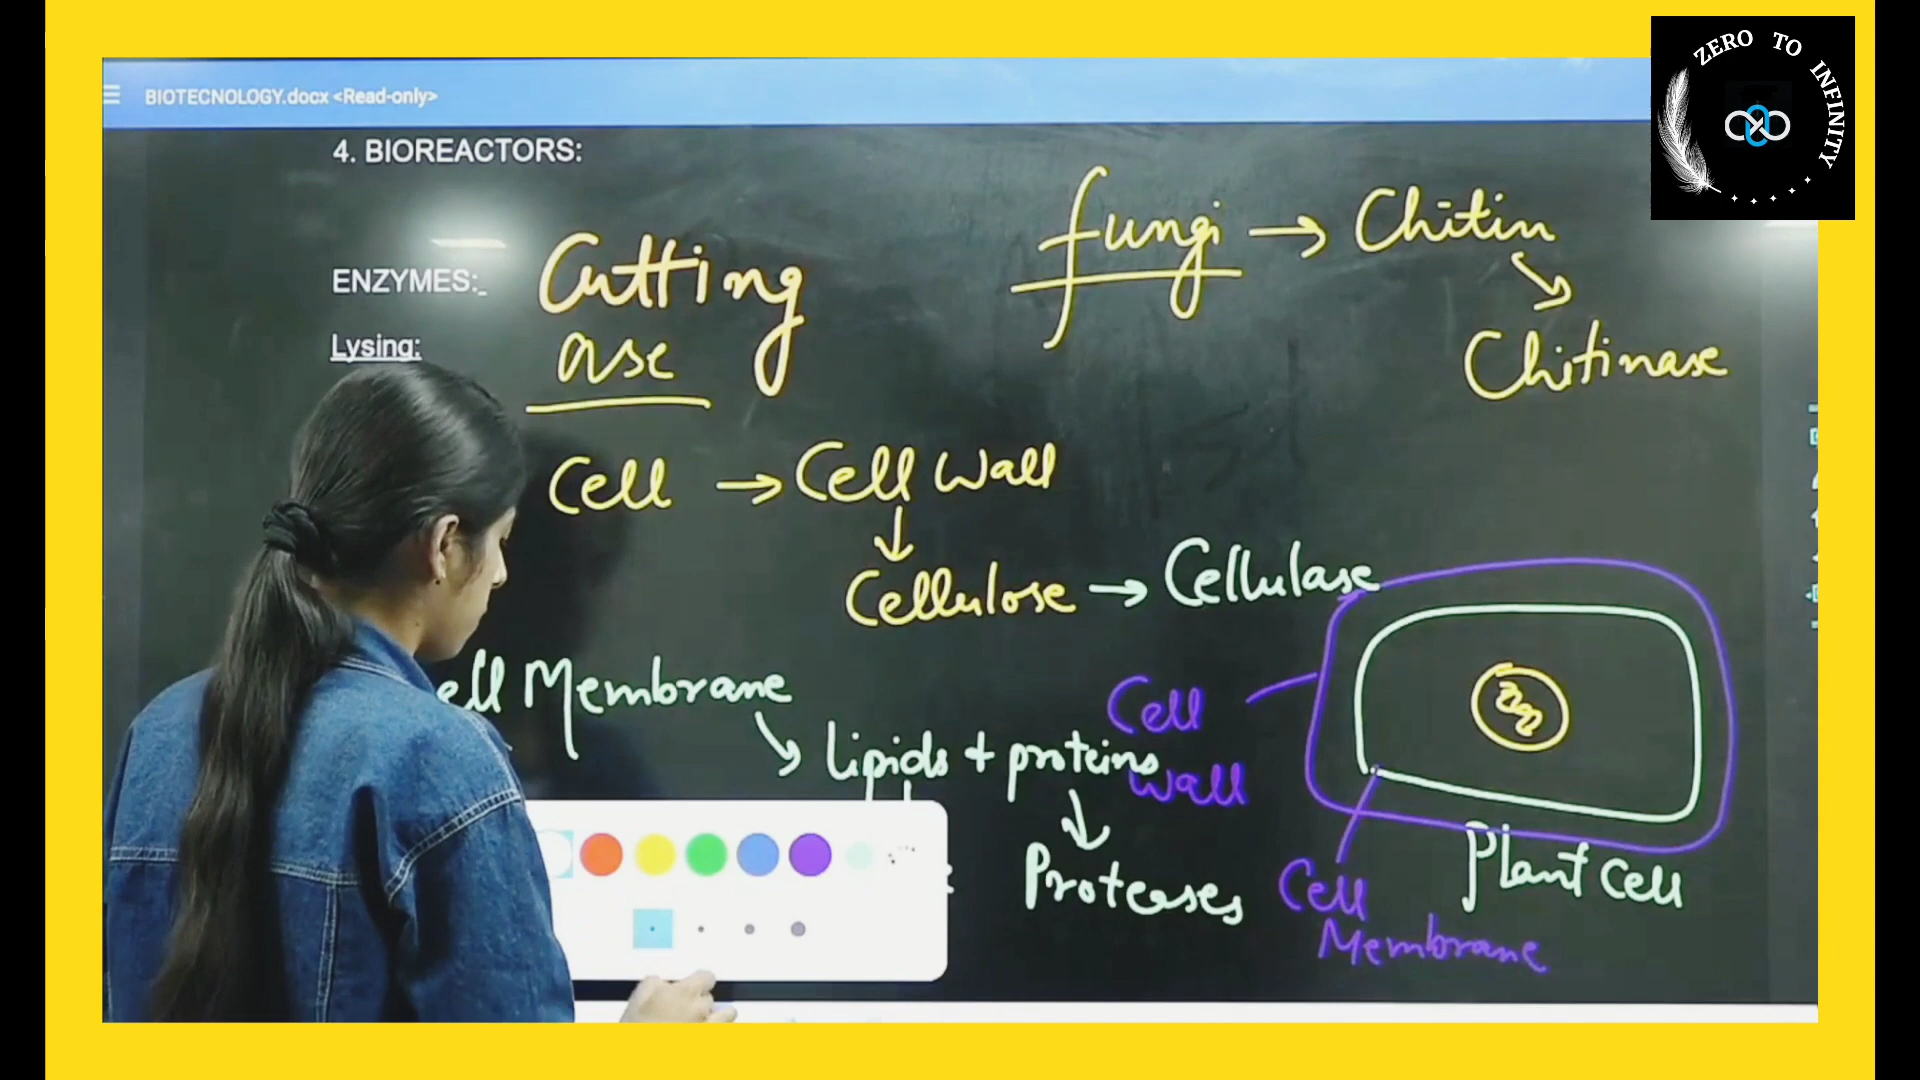 ZERO TO INFINITY
BIOTECNOLOGY.docx <Read-only>
4. BIOREACTORS:
fungi → Chitin
Chitinase
ENZYMES:
Cutting
Lysing:
ase
Cell → Cell Wall
Cellulose → Cellulase
ell Membrane
Lipids + proteins
Proteases
Cell
Wall
Cell
Membrane
Plant Cell